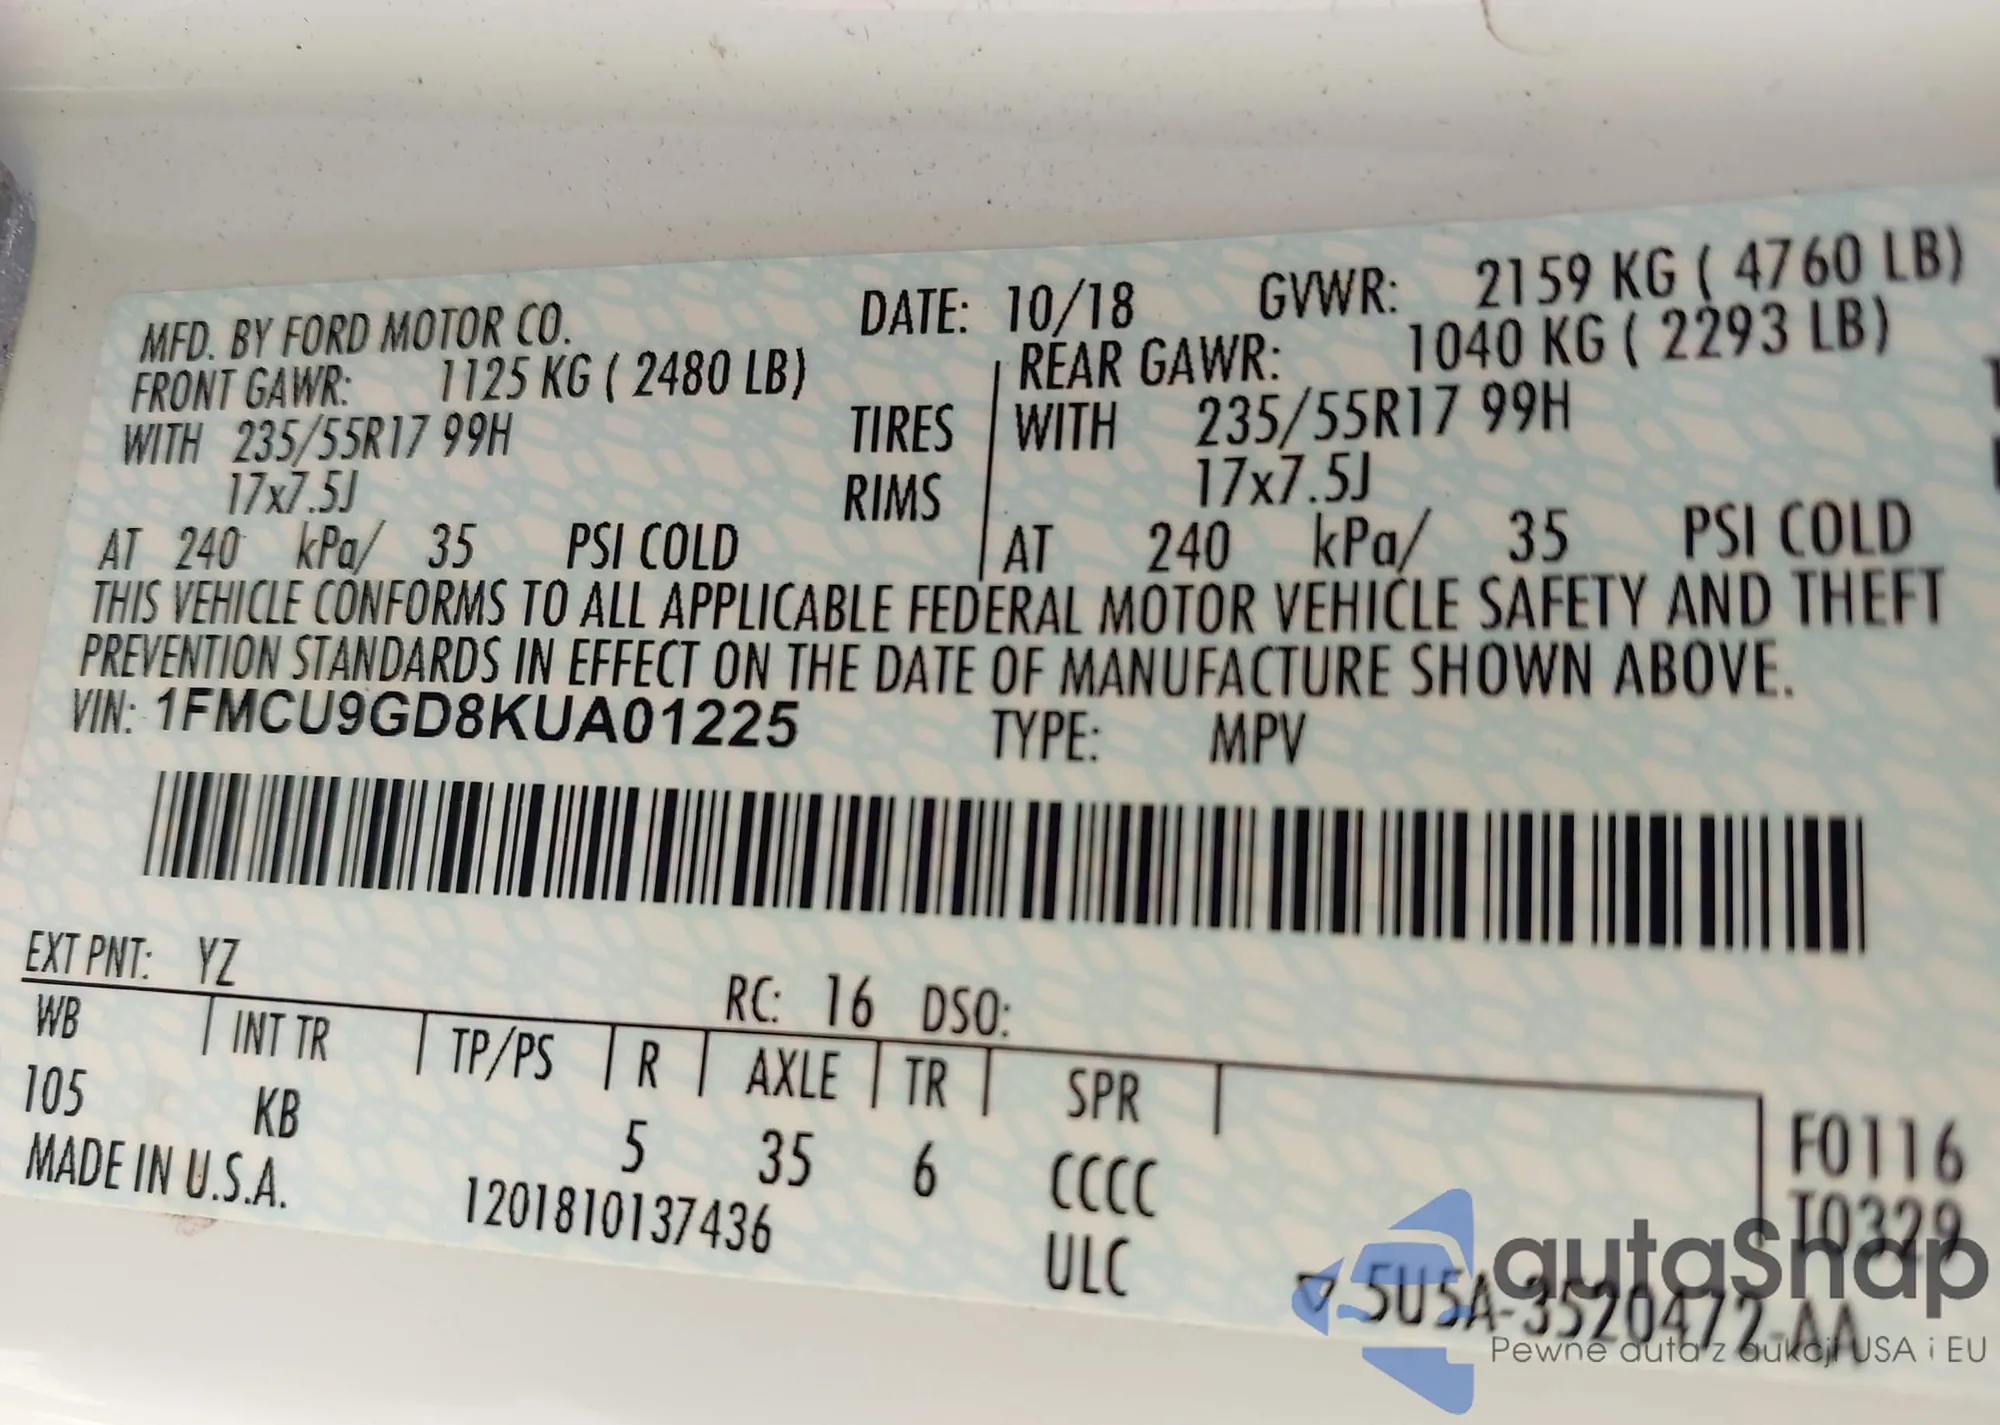 MFD. BY FORD MOTOR CO. DATE: 10/18 GVWR: 2159 KG ( 4760 LB)
FRONT GAWR: 1125 KG ( 2480 LB) REAR GAWR: 1040 KG ( 2293 LB)
WITH 235/55R17 99H TIRES WITH 235/55R17 99H
17x7.5J RIMS 17x7.5J
AT 240 kPa/ 35 PSI COLD AT 240 kPa/ 35 PSI COLD
THIS VEHICLE CONFORMS TO ALL APPLICABLE FEDERAL MOTOR VEHICLE SAFETY AND THEFT
PREVENTION STANDARDS IN EFFECT ON THE DATE OF MANUFACTURE SHOWN ABOVE.
VIN: 1FMCU9GD8KUA01225 TYPE: MPV
EXT PNT: YZ RC: 16 DSO:
WB INT TR TP/PS R AXLE TR SPR
105 KB 5 35 6 CCCC
MADE IN U.S.A. 1201810137436 ULC
F0116
T0329
5U5A-3520472-AA
autaSnap
Pewne auta z aukcji USA i EU